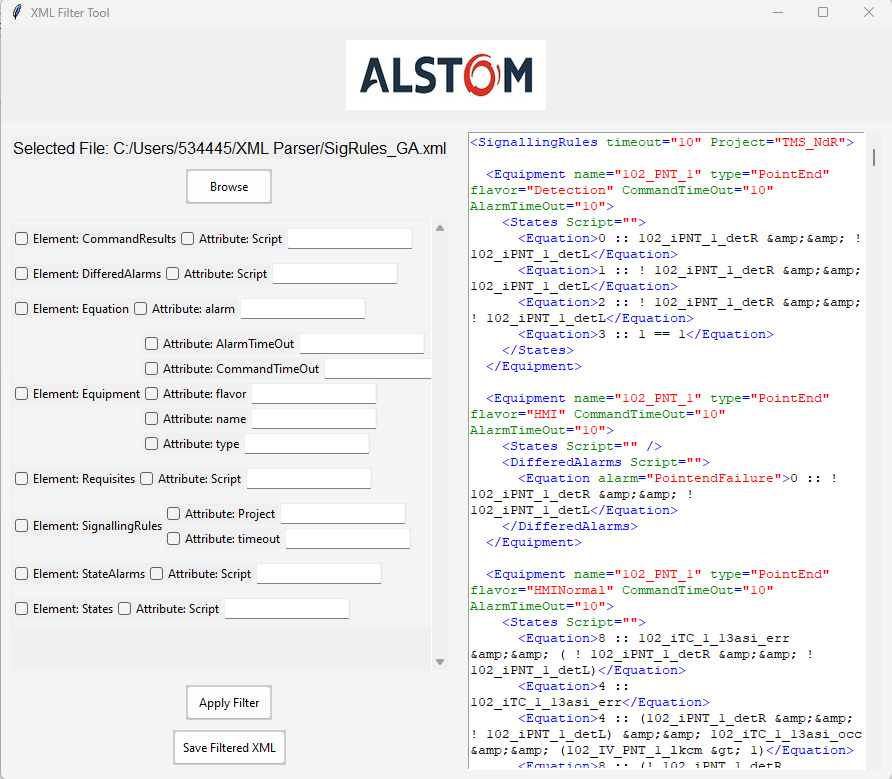 XML Filter Tool
ALSTOM
Selected File: C:/Users/534445/XML Parser/SigRules_GA.xml
Browse
Element: CommandResults Attribute: Script
Element: DifferedAlarms Attribute: Script
Element: Equation Attribute: alarm
Attribute: AlarmTimeOut
Attribute: CommandTimeOut
Element: Equipment Attribute: flavor
Attribute: name
Attribute: type
Element: Requisites Attribute: Script
Attribute: Project
Element: SignallingRules
Attribute: timeout
Element: StateAlarms Attribute: Script
Element: States Attribute: Script
Apply Filter
Save Filtered XML
<SignallingRules timeout="10" Project="TMS_NdR">
<Equipment name="102_PNT_1" type="PointEnd"
flavor="Detection" CommandTimeOut="10"
AlarmTimeOut="10">
<States Script="">
<Equation>0 :: 102_iPNT_1_detR &amp;&amp; !
102_iPNT_1_detL</Equation>
<Equation>1 :: ! 102_iPNT_1_detR &amp;&amp;
102_iPNT_1_detL</Equation>
<Equation>2 :: ! 102_iPNT_1_detR &amp;&amp;
! 102_iPNT_1_detL</Equation>
<Equation>3 :: 1 == 1</Equation>
</States>
</Equipment>
<Equipment name="102_PNT_1" type="PointEnd"
flavor="HMI" CommandTimeOut="10"
AlarmTimeOut="10">
<States Script="" />
<DifferedAlarms Script="">
<Equation alarm="PointendFailure">0 :: !
102_iPNT_1_detR &amp;&amp; !
102_iPNT_1_detL</Equation>
</DifferedAlarms>
</Equipment>
<Equipment name="102_PNT_1" type="PointEnd"
flavor="HMINormal" CommandTimeOut="10"
AlarmTimeOut="10">
<States Script="">
<Equation>8 :: 102_iTC_1_13asi_err
&amp;&amp; ( ! 102_iPNT_1_detR &amp;&amp; !
102_iPNT_1_detL)</Equation>
<Equation>4 ::
102_iTC_1_13asi_err</Equation>
<Equation>4 :: (102_iPNT_1_detR &amp;&amp;
! 102_iPNT_1_detL) &amp;&amp; 102_iTC_1_13asi_occ
&amp;&amp; (102_IV_PNT_1_lkcm &gt; 1)</Equation>
<Equation>8 :: (! 102_iPNT_1_detR